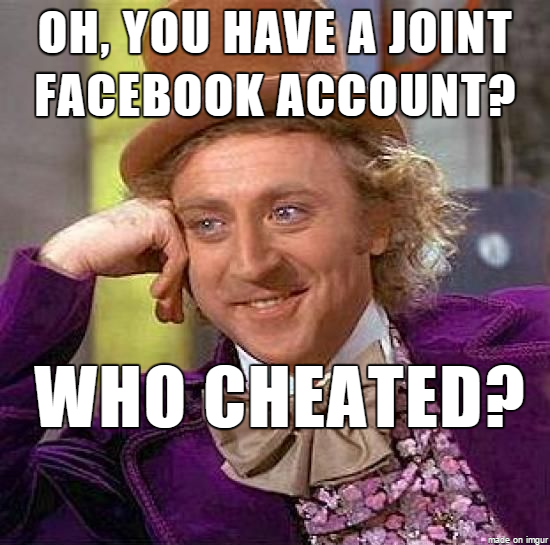 OH, YOU HAVE A JOINT
FACEBOOK ACCOUNT?
WHO CHEATED?
made on imgur